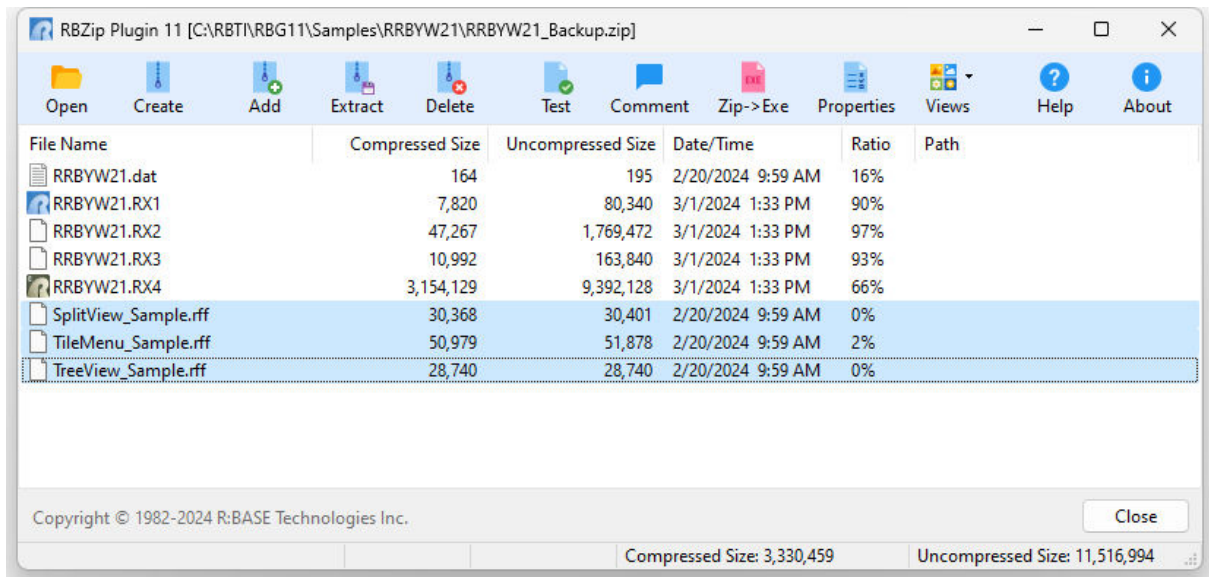 RBZip Plugin 11 [C:\RBTI\RBG11\Samples\RRBYW21\RRBYW21_Backup.zip]
Open Create Add Extract Delete Test Comment Zip->Exe Properties Views Help About
File Name Compressed Size Uncompressed Size Date/Time Ratio Path
RRBYW21.dat 164 195 2/20/2024 9:59 AM 16%
RRBYW21.RX1 7,820 80,340 3/1/2024 1:33 PM 90%
RRBYW21.RX2 47,267 1,769,472 3/1/2024 1:33 PM 97%
RRBYW21.RX3 10,992 163,840 3/1/2024 1:33 PM 93%
RRBYW21.RX4 3,154,129 9,392,128 3/1/2024 1:33 PM 66%
SplitView_Sample.rff 30,368 30,401 2/20/2024 9:59 AM 0%
TileMenu_Sample.rff 50,979 51,878 2/20/2024 9:59 AM 2%
TreeView_Sample.rff 28,740 28,740 2/20/2024 9:59 AM 0%
Copyright © 1982-2024 R:BASE Technologies Inc. Close
Compressed Size: 3,330,459 Uncompressed Size: 11,516,994